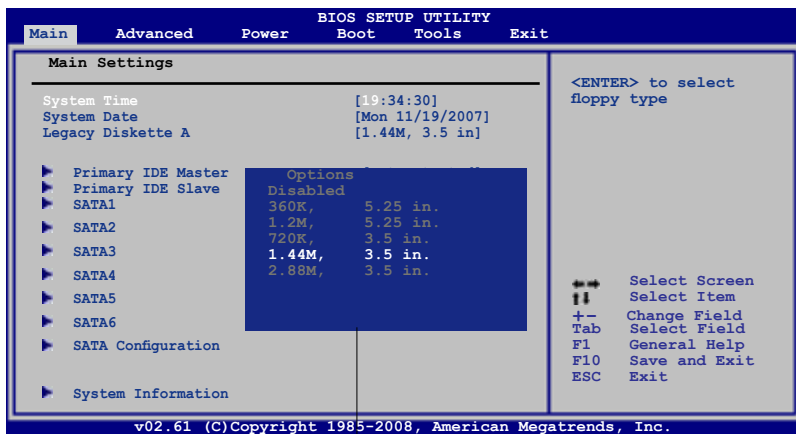 BIOS SETUP UTILITY
Main Advanced Power Boot Tools Exit
Main Settings
System Time [19:34:30]
System Date [Mon 11/19/2007]
Legacy Diskette A [1.44M, 3.5 in]
Primary IDE Master
Primary IDE Slave
SATA1
SATA2
SATA3
SATA4
SATA5
SATA6
SATA Configuration
System Information
Options
Disabled
360K, 5.25 in.
1.2M, 5.25 in.
720K, 3.5 in.
1.44M, 3.5 in.
2.88M, 3.5 in.
<ENTER> to select
floppy type
Select Screen
Select Item
+- Change Field
Tab Select Field
F1 General Help
F10 Save and Exit
ESC Exit
v02.61 (C)Copyright 1985-2008, American Megatrends, Inc.